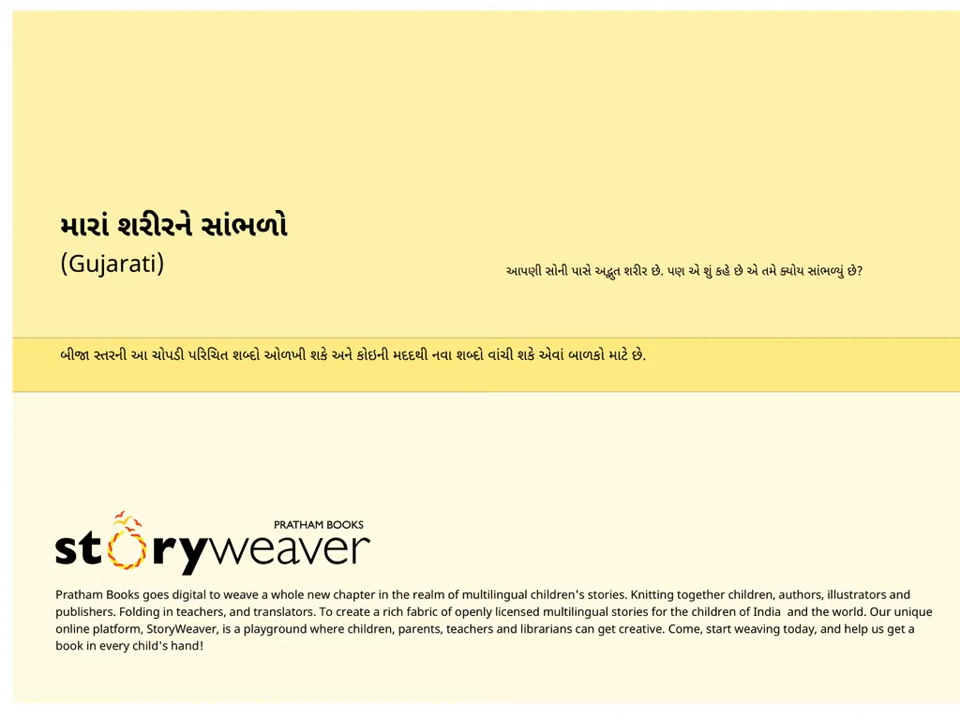 મારાં શરીરને સાંભળો
(Gujarati)
આપણી સોની પાસે અદ્ભુત શરીર છે. પણ એ શું કહે છે એ તમે ક્યોય સાંભળ્યું છે?
બીજા સ્તરની આ ચોપડી પરિચિત શબ્દો ઓળખી શકે અને કોઇની મદદથી નવા શબ્દો વાંચી શકે એવાં બાળકો માટે છે.
PRATHAM BOOKS
storyweaver
Pratham Books goes digital to weave a whole new chapter in the realm of multilingual children's stories. Knitting together children, authors, illustrators and
publishers. Folding in teachers, and translators. To create a rich fabric of openly licensed multilingual stories for the children of India and the world. Our unique
online platform, StoryWeaver, is a playground where children, parents, teachers and librarians can get creative. Come, start weaving today, and help us get a
book in every child's hand!